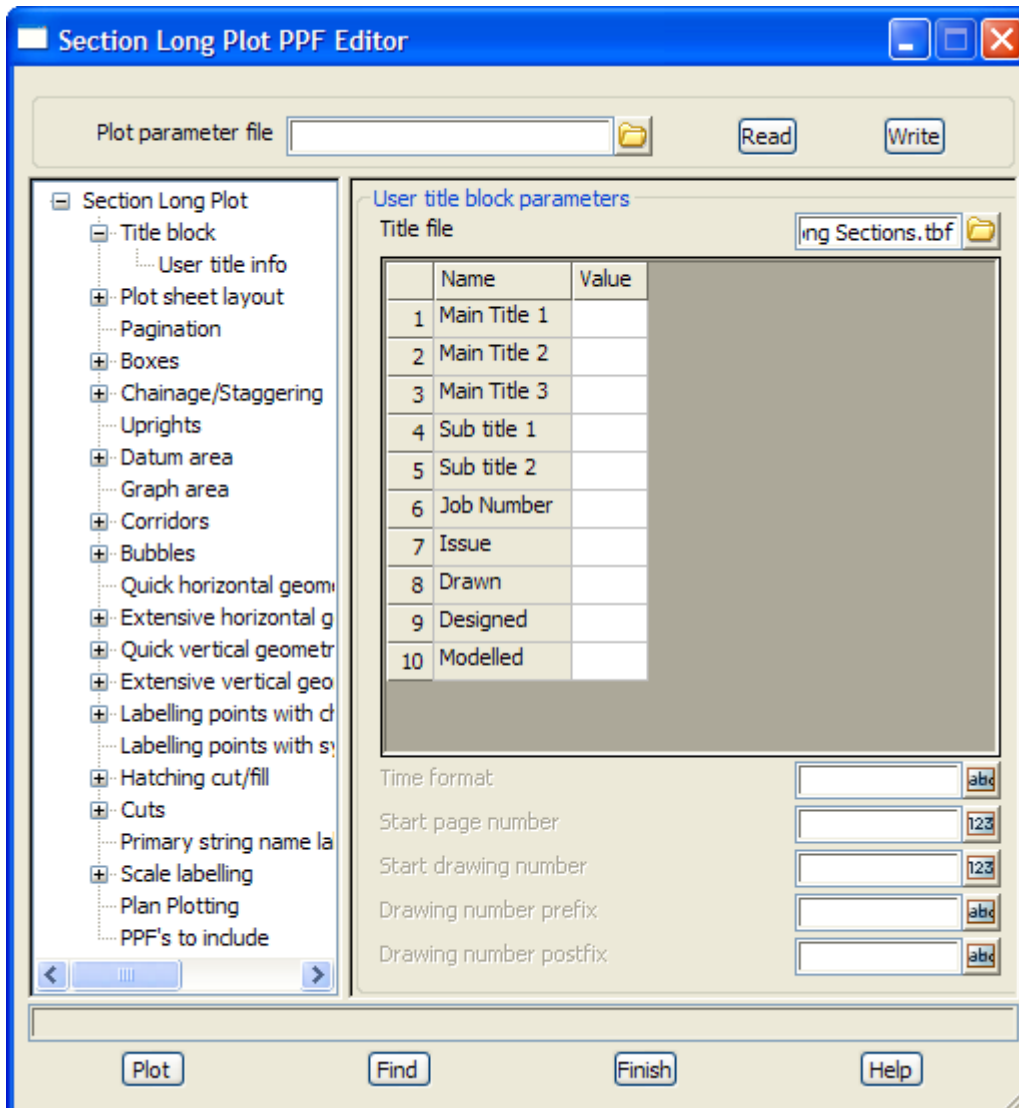 Section Long Plot PPF Editor
Plot parameter file
Read
Write
Section Long Plot
Title block
User title info
Plot sheet layout
Pagination
Boxes
Chainage/Staggering
Uprights
Datum area
Graph area
Corridors
Bubbles
Quick horizontal geom
Extensive horizontal g
Quick vertical geometr
Extensive vertical geo
Labelling points with ch
Labelling points with sy
Hatching cut/fill
Cuts
Primary string name la
Scale labelling
Plan Plotting
PPF's to include
User title block parameters
Title file
ng Sections.tbf
Name Value
1 Main Title 1
2 Main Title 2
3 Main Title 3
4 Sub title 1
5 Sub title 2
6 Job Number
7 Issue
8 Drawn
9 Designed
10 Modelled
Time format abc
Start page number 123
Start drawing number 123
Drawing number prefix abc
Drawing number postfix abc
Plot
Find
Finish
Help